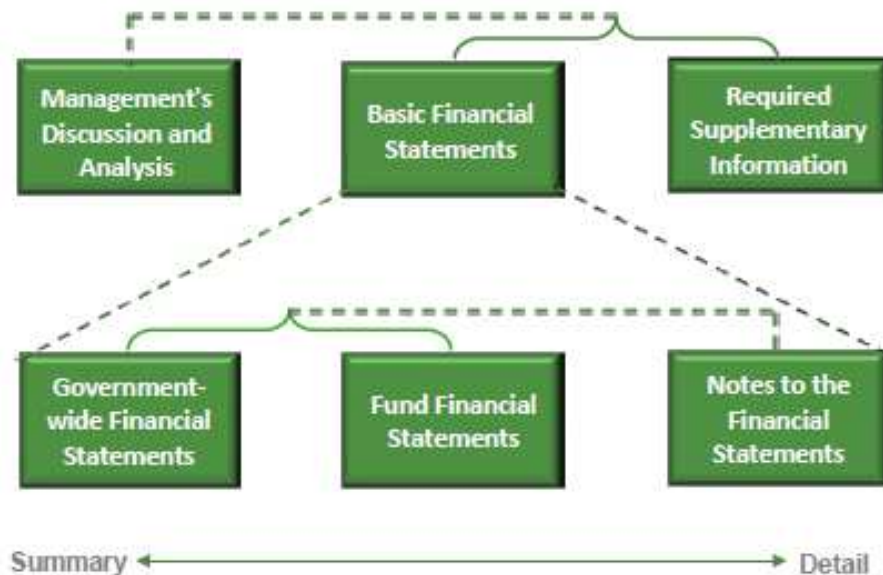 Management's
Discussion and
Analysis
Basic Financial
Statements
Required
Supplementary
Information
Government-
wide Financial
Statements
Fund Financial
Statements
Notes to the
Financial
Statements
Summary
Detail